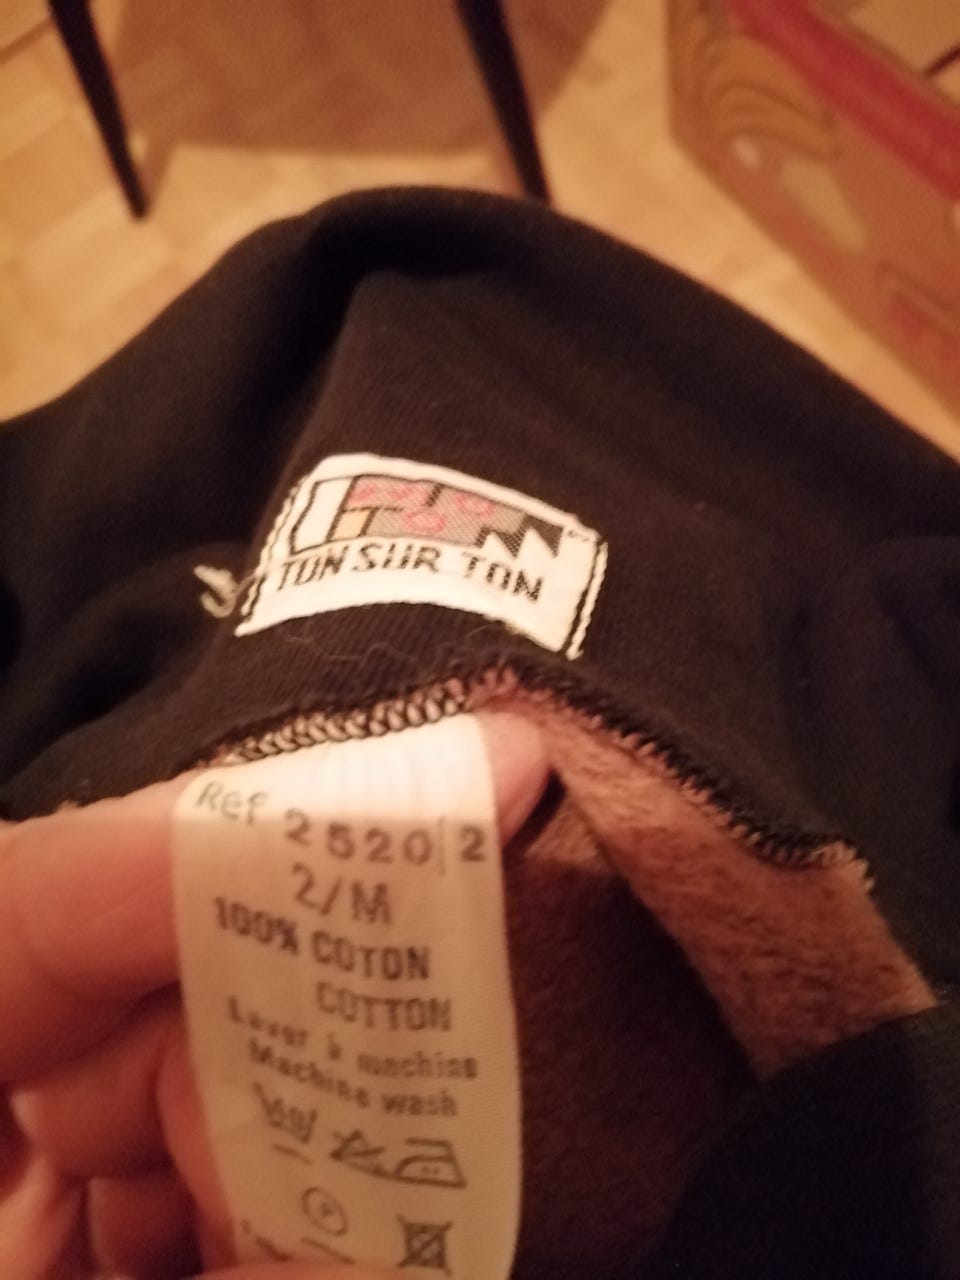 TON SUR TON
Ref 2520 2
2/M
100% COTON
COTTON
Laver à machine
Machine wash
P